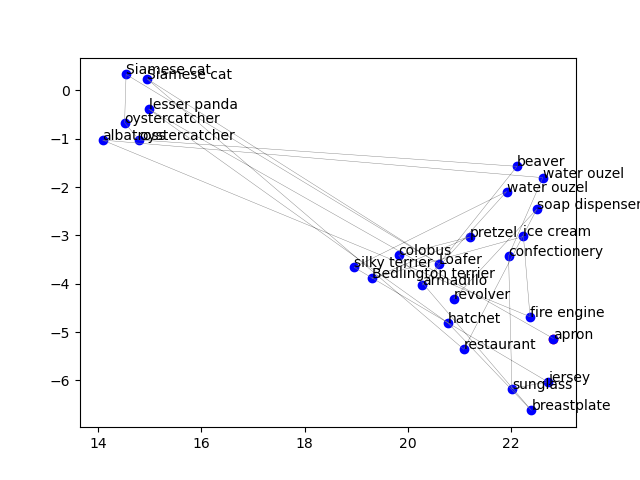 Siamese cat
Siamese cat
lesser panda
oystercatcher
albatross
oystercatcher
beaver
water ouzel
water ouzel
soap dispenser
pretzel
ice cream
colobus
confectionery
silky terrier
Loafer
Bedlington terrier
armadillo
revolver
fire engine
hatchet
apron
restaurant
jersey
sunglass
breastplate
0
−1
−2
−3
−4
−5
−6
14
16
18
20
22